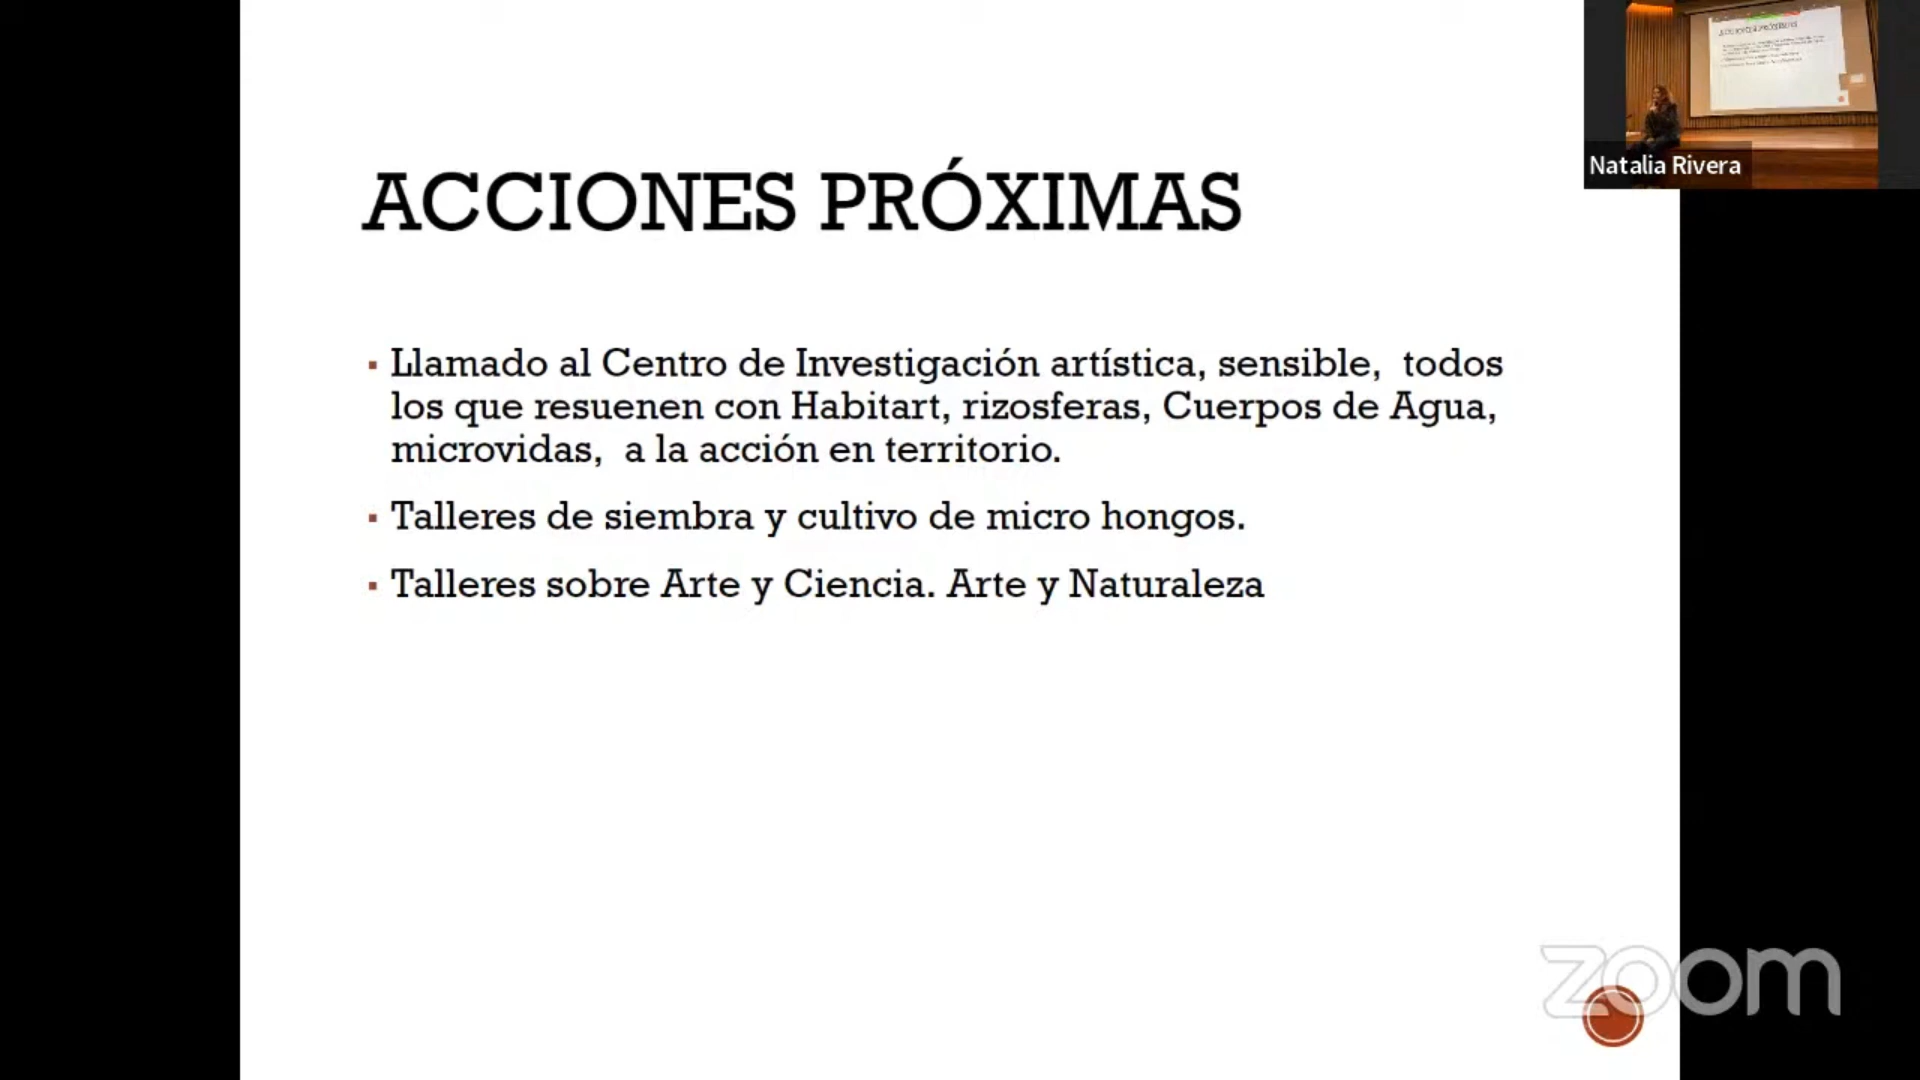 ACCIONES PRÓXIMAS
▪ Llamado al Centro de Investigación artística, sensible, todos
los que resuenen con Habitart, rizosferas, Cuerpos de Agua,
microvidas, a la acción en territorio.
▪ Talleres de siembra y cultivo de micro hongos.
▪ Talleres sobre Arte y Ciencia. Arte y Naturaleza
Natalia Rivera
zoom